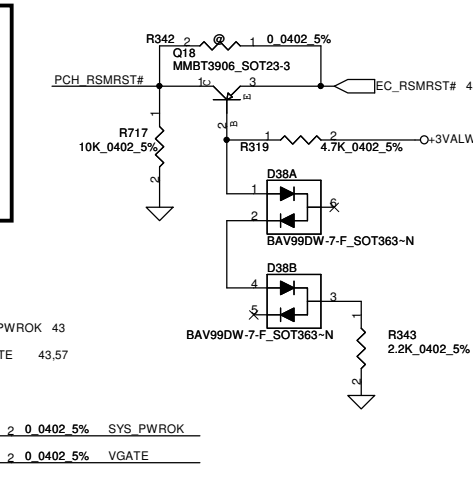 R342 2 @ 1 0_0402_5%
Q18
MMBT3906_SOT23-3
PCH_RSMRST# 1 C 3 EC_RSMRST# 4
E
B
2
1
R717
10K_0402_5%
2
R319 1 2 +3VALW
4.7K_0402_5%
D38A
1
6
2
BAV99DW-7-F_SOT363~N
D38B
4
3
5
BAV99DW-7-F_SOT363~N
1
R343
2.2K_0402_5%
2
PWROK 43
TE 43,57
2 0_0402_5% SYS_PWROK
2 0_0402_5% VGATE